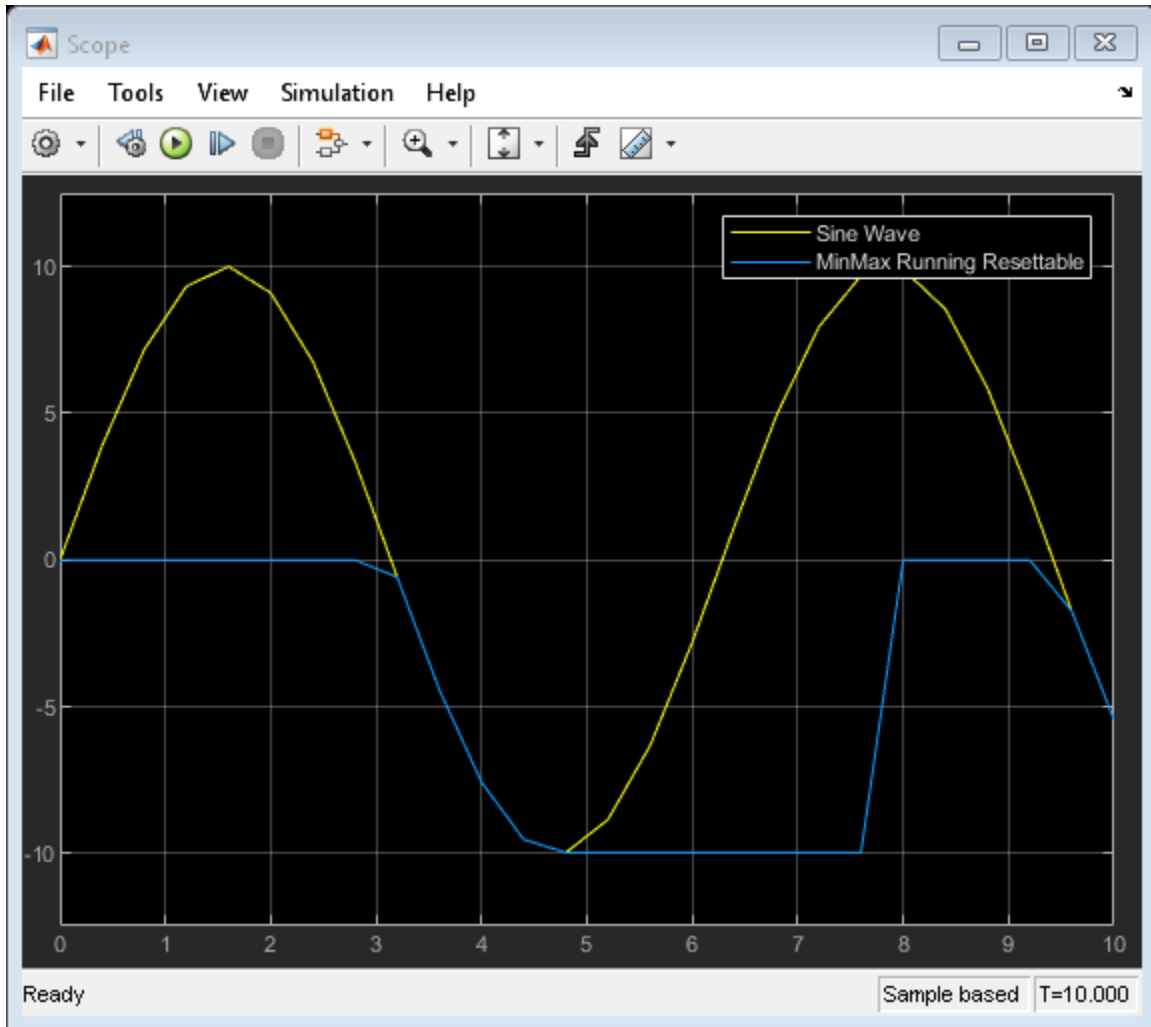 Scope
File Tools View Simulation Help
Sine Wave
MinMax Running Resettable
10
5
0
-5
-10
0 1 2 3 4 5 6 7 8 9 10
Ready Sample based T=10.000